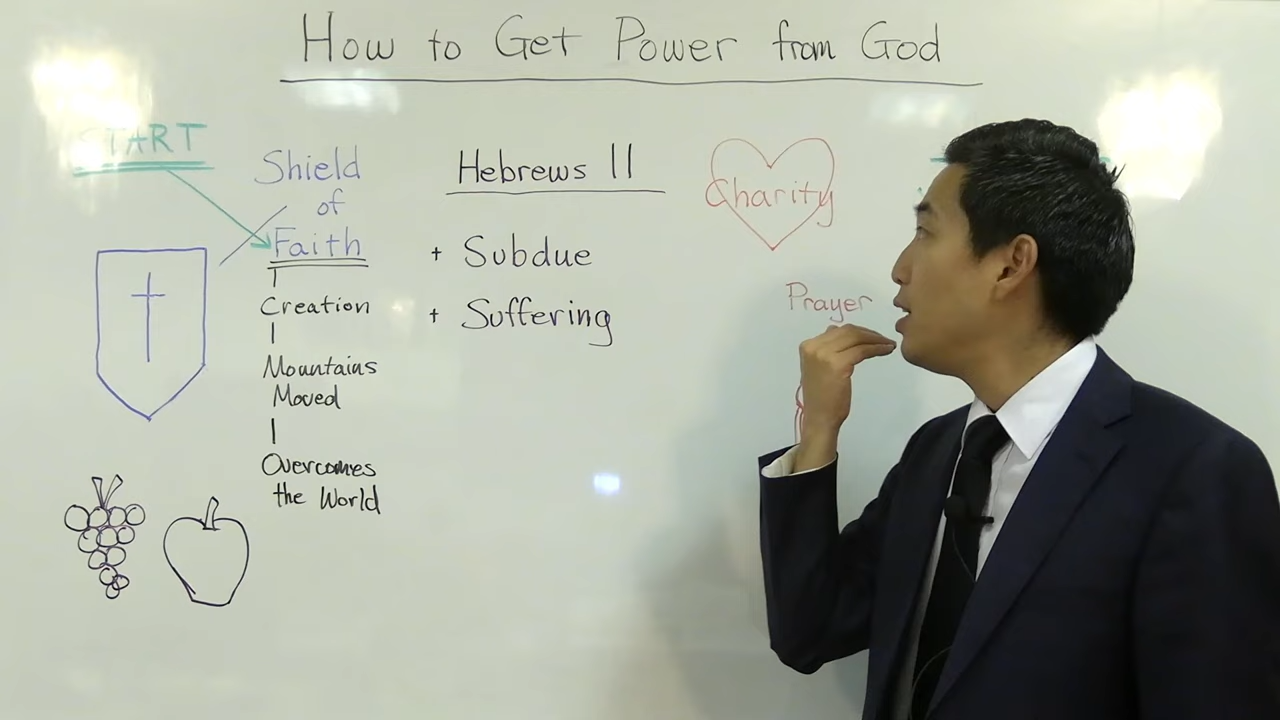 How to Get Power from God
START
Shield
of
Faith
Creation
Mountains
Moved
Overcomes
the World
Hebrews 11
+ Subdue
+ Suffering
Charity
Prayer